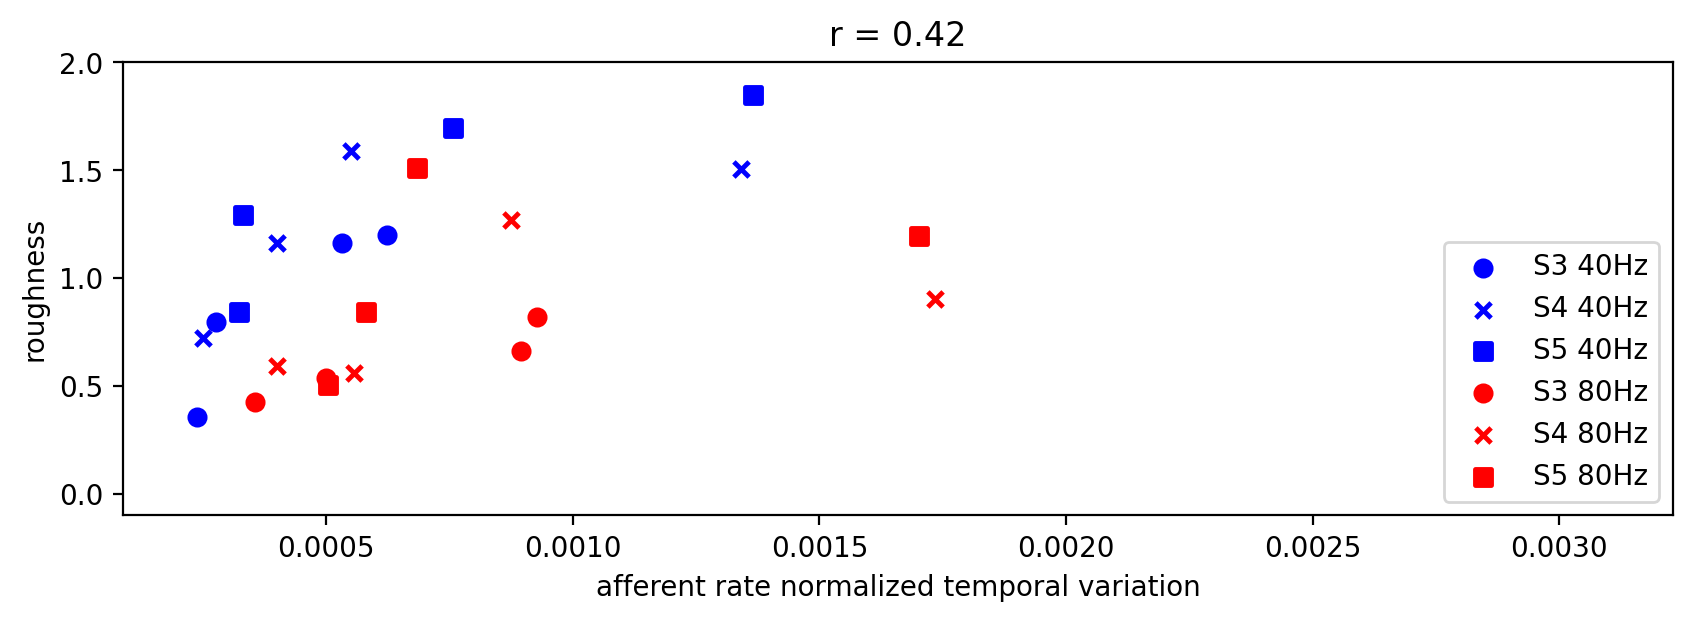 r = 0.42
2.0
1.5
1.0
0.5
0.0
roughness
S3 40Hz
S4 40Hz
S5 40Hz
S3 80Hz
S4 80Hz
S5 80Hz
0.0005 0.0010 0.0015 0.0020 0.0025 0.0030
afferent rate normalized temporal variation